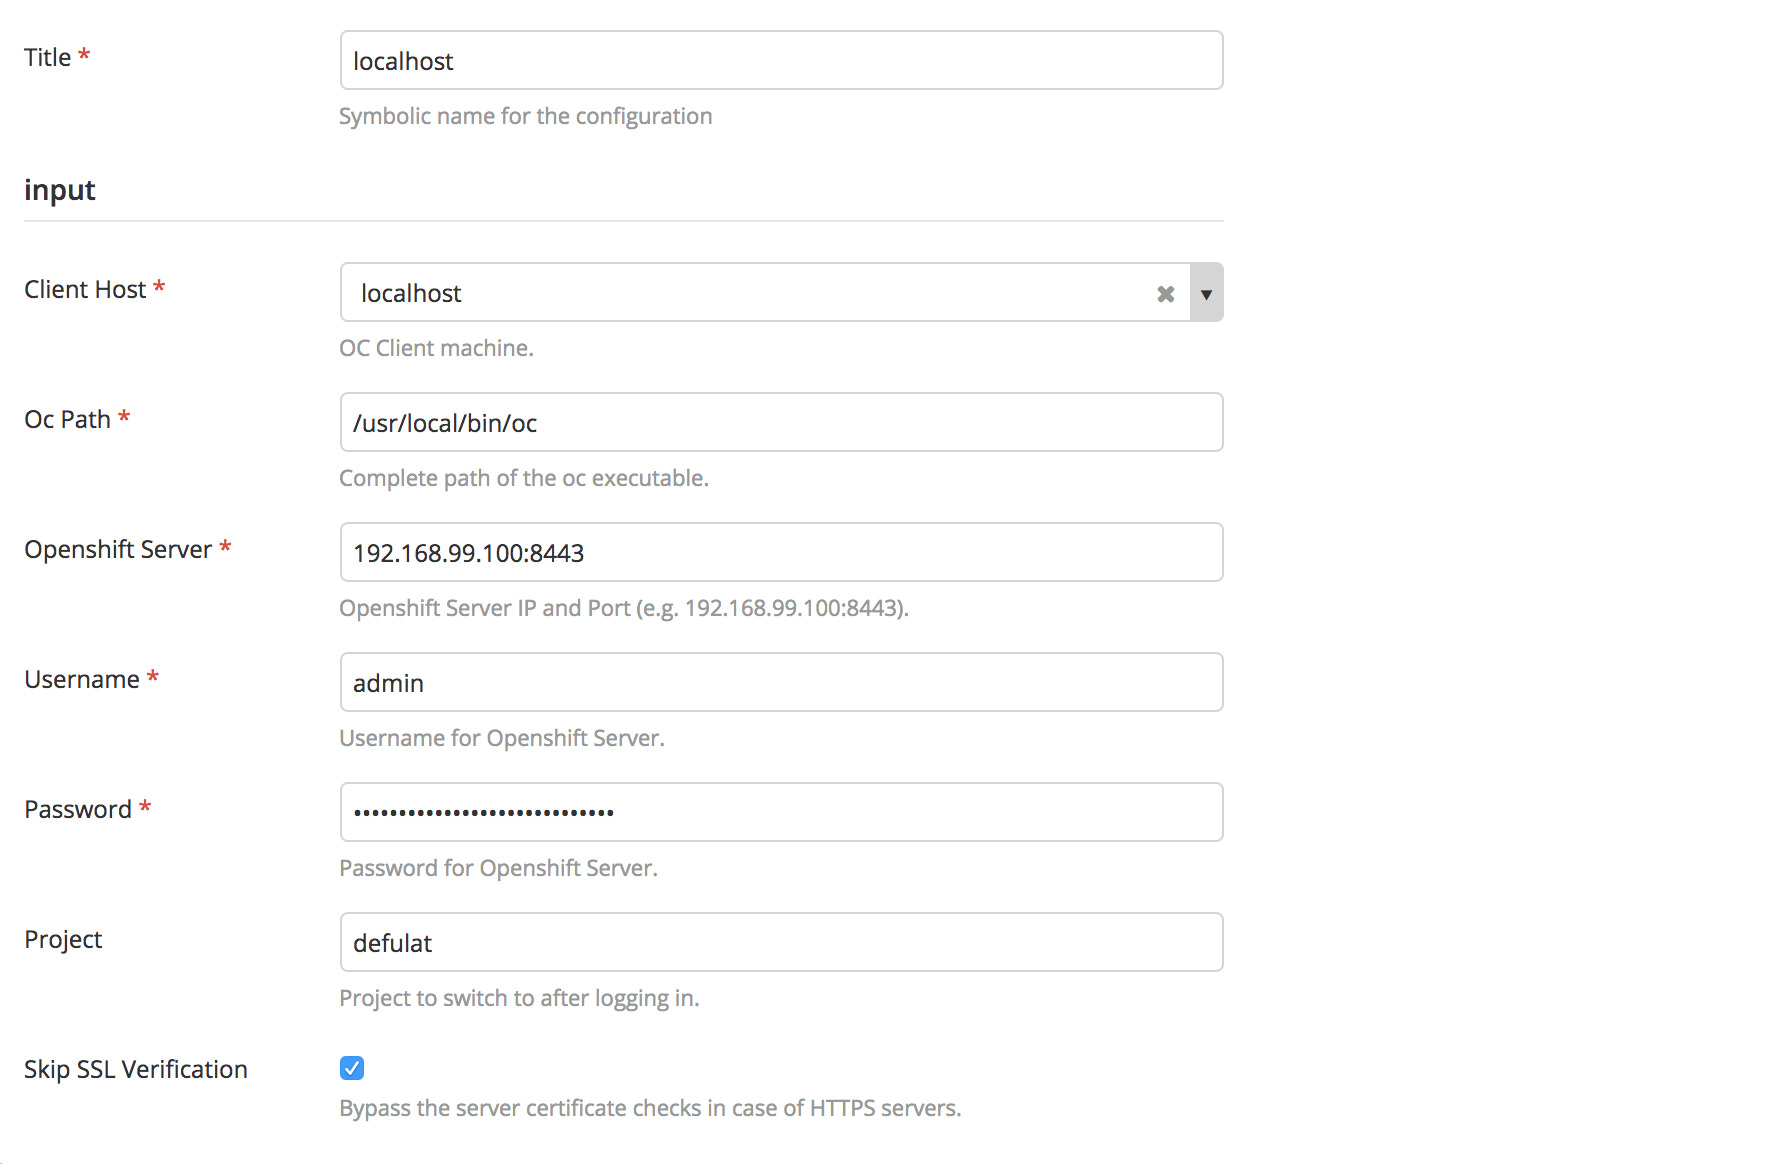 Title *
localhost
Symbolic name for the configuration
input
Client Host *
localhost
OC Client machine.
Oc Path *
/usr/local/bin/oc
Complete path of the oc executable.
Openshift Server *
192.168.99.100:8443
Openshift Server IP and Port (e.g. 192.168.99.100:8443).
Username *
admin
Username for Openshift Server.
Password *
•••••••••••••••••••••••••••••
Password for Openshift Server.
Project
defulat
Project to switch to after logging in.
Skip SSL Verification
Bypass the server certificate checks in case of HTTPS servers.